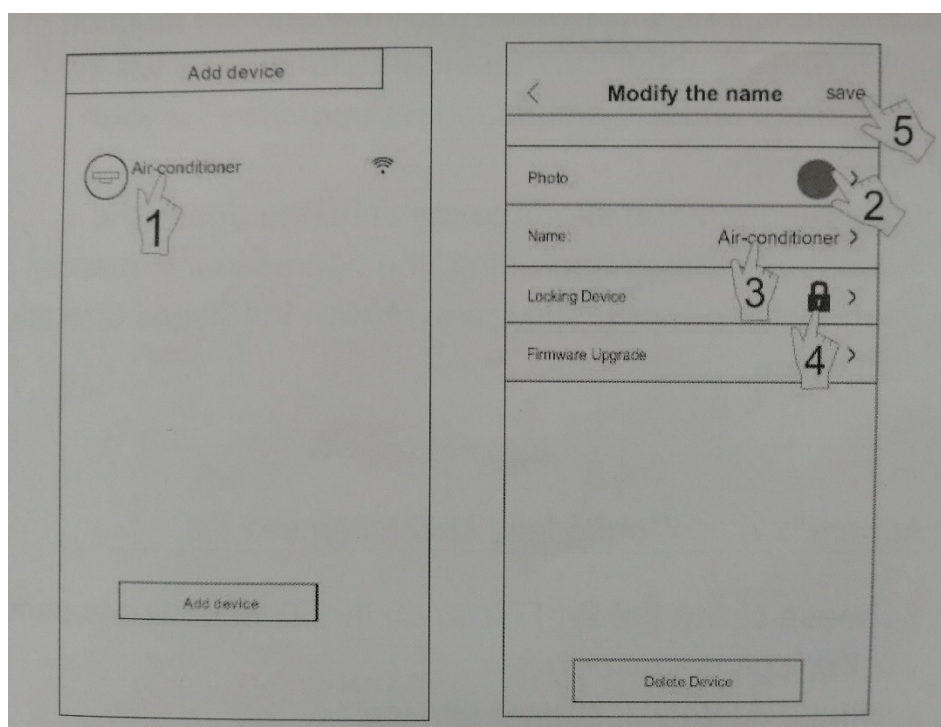 Add device
Air-conditioner
1
Add device
Modify the name save
5
Photo
2
Name: Air-conditioner
3
Locking Device
4
Firmware Upgrade
Delete Device